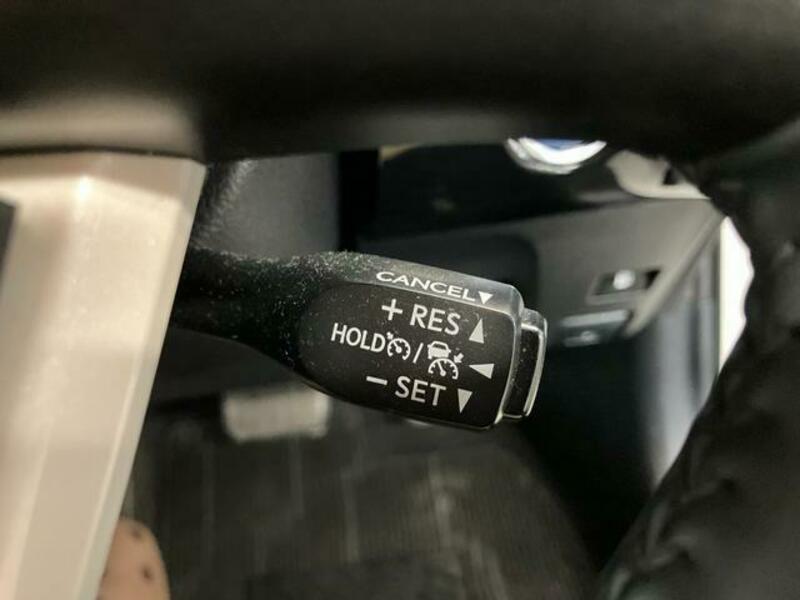 CANCEL▼
+ RES ▲
HOLD / ◀
− SET ▼